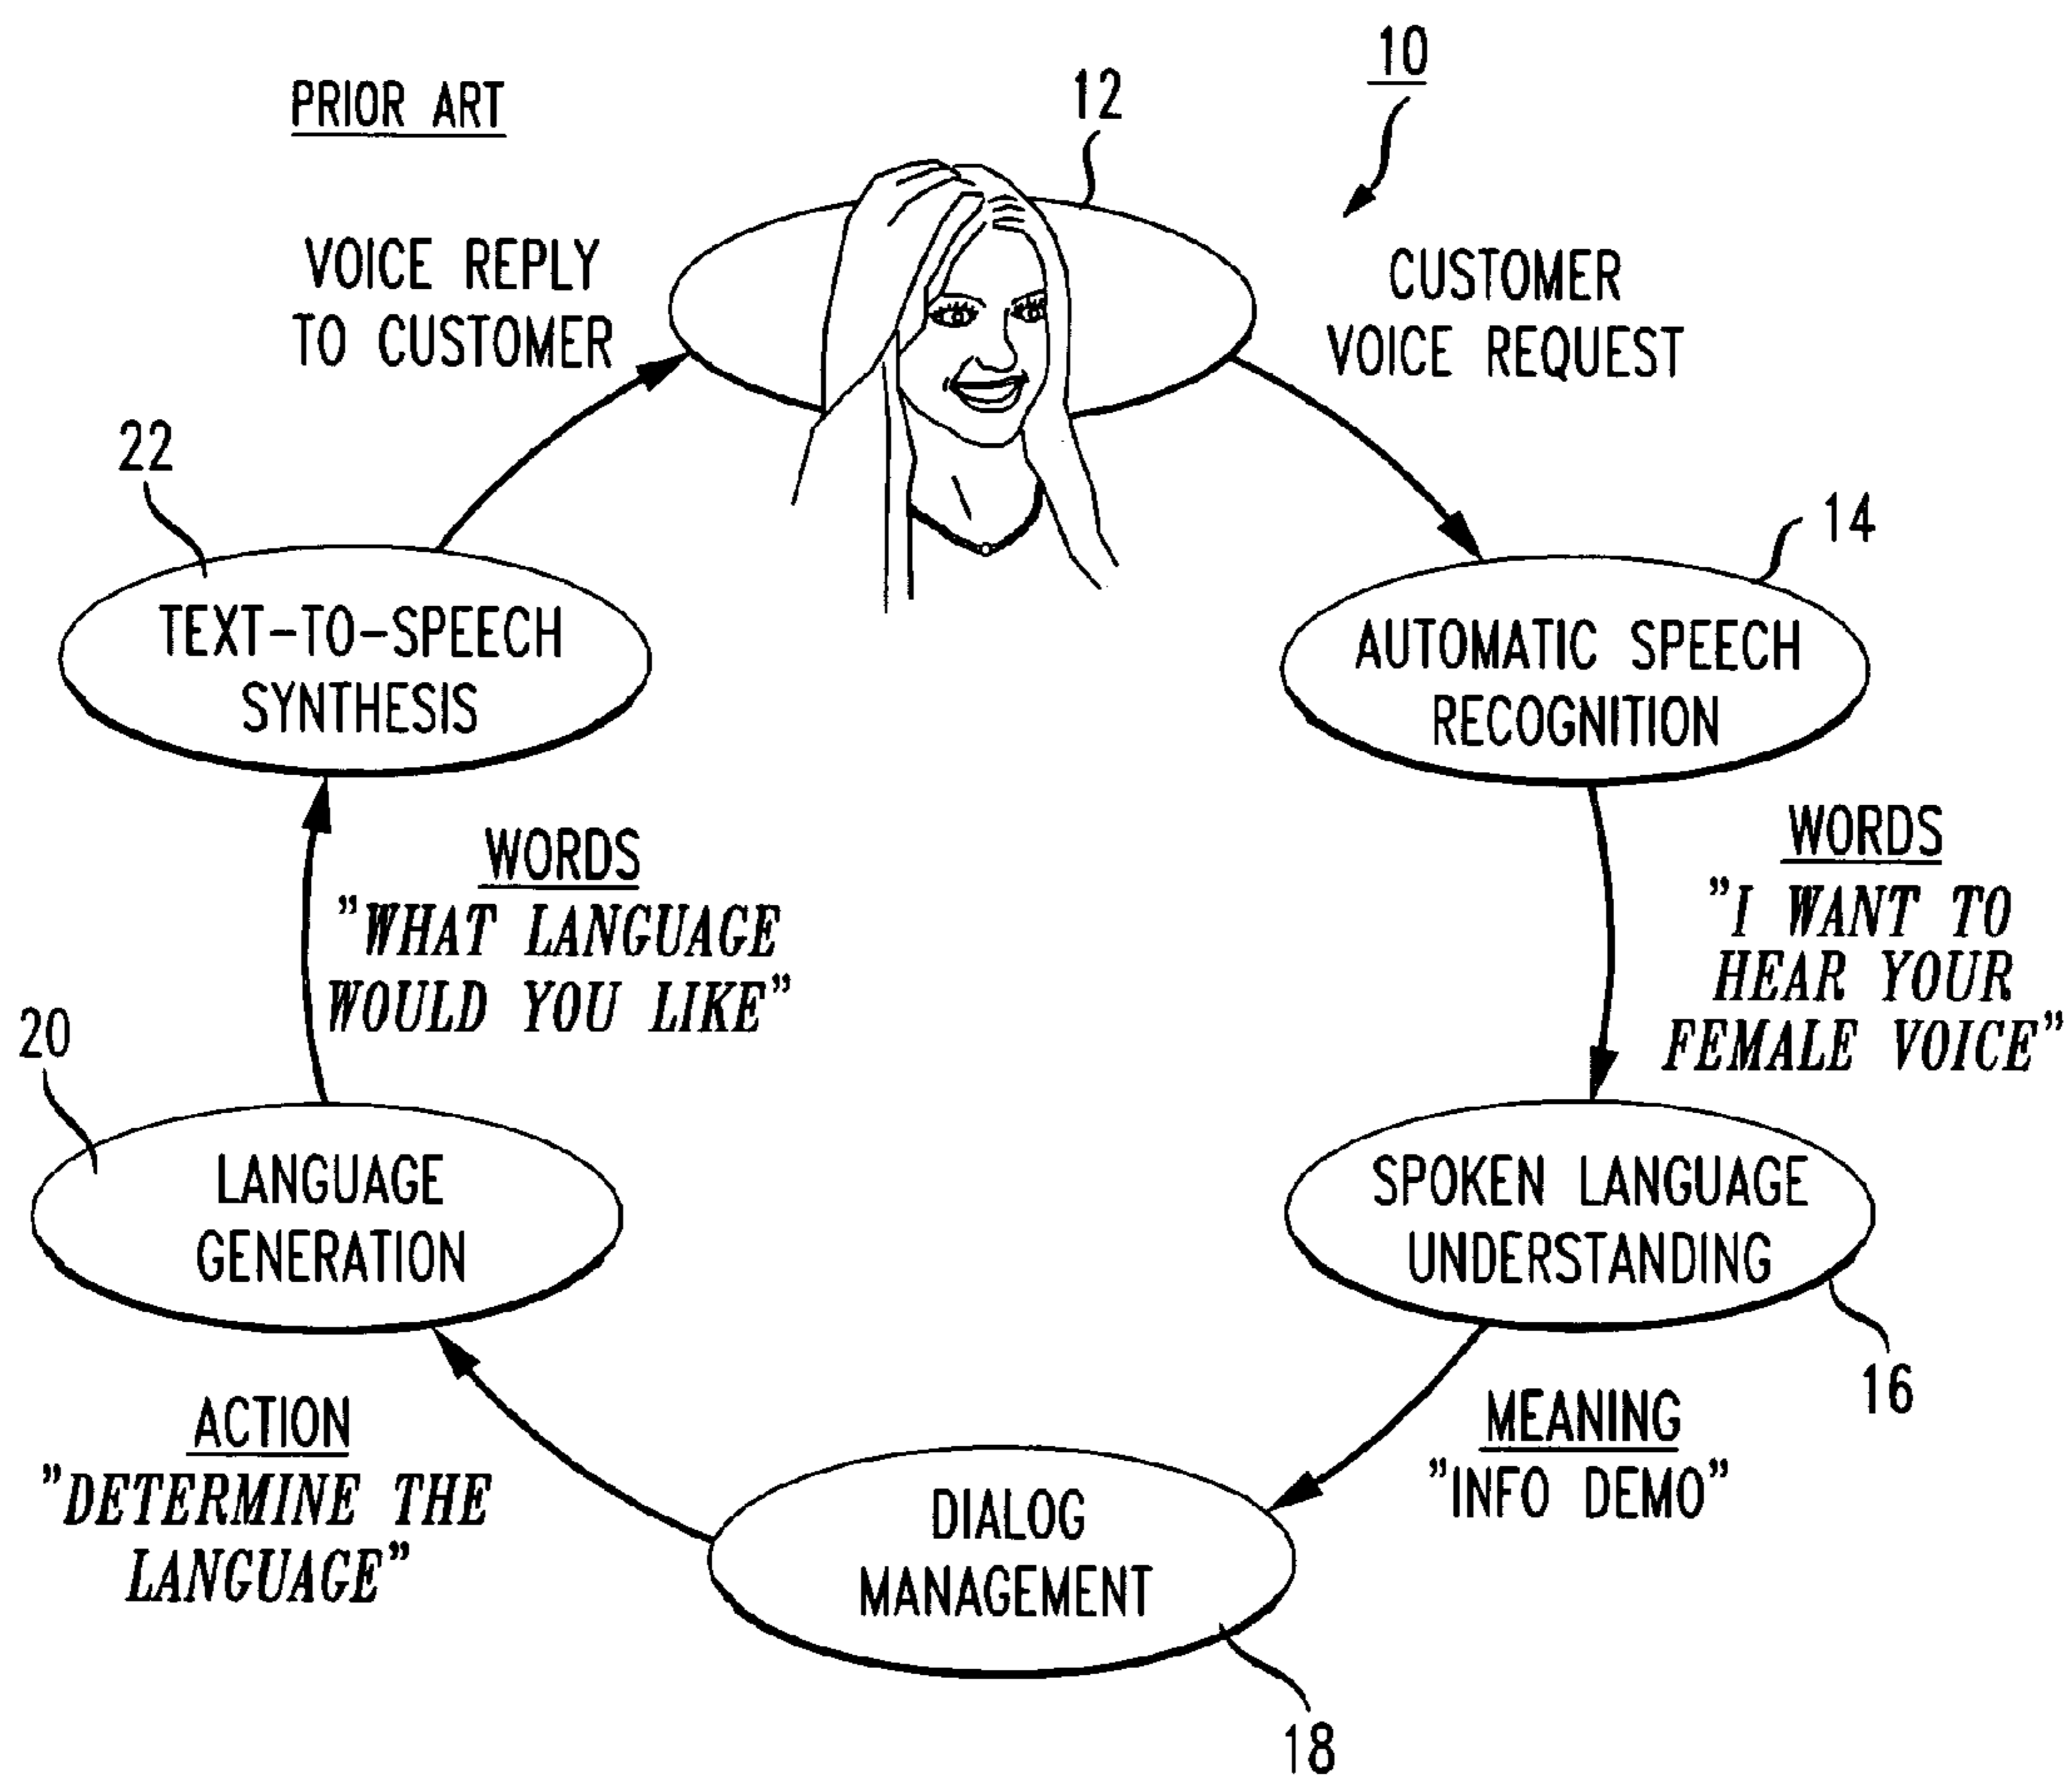 PRIOR ART
10
12
VOICE REPLY
TO CUSTOMER
CUSTOMER
VOICE REQUEST
22
14
TEXT-TO-SPEECH
SYNTHESIS
AUTOMATIC SPEECH
RECOGNITION
WORDS
"WHAT LANGUAGE
WOULD YOU LIKE"
WORDS
"I WANT TO
HEAR YOUR
FEMALE VOICE"
20
LANGUAGE
GENERATION
SPOKEN LANGUAGE
UNDERSTANDING
16
ACTION
"DETERMINE THE
LANGUAGE"
MEANING
"INFO DEMO"
DIALOG
MANAGEMENT
18